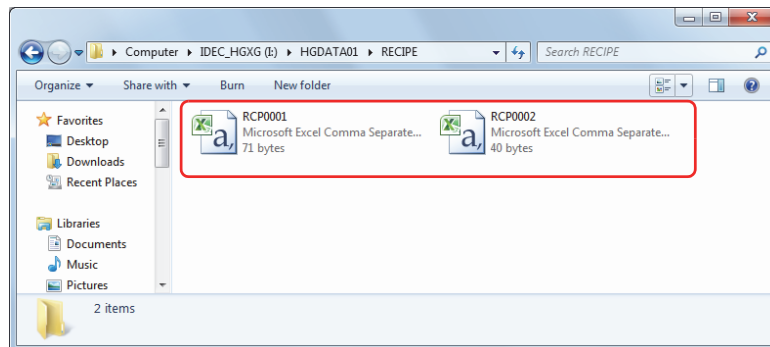 Computer ▸ IDEC_HGXG (I:) ▸ HGDATA01 ▸ RECIPE
Search RECIPE
Organize Share with Burn New folder
Favorites
Desktop
Downloads
Recent Places
Libraries
Documents
Music
Pictures
RCP0001
Microsoft Excel Comma Separate...
71 bytes
RCP0002
Microsoft Excel Comma Separate...
40 bytes
2 items